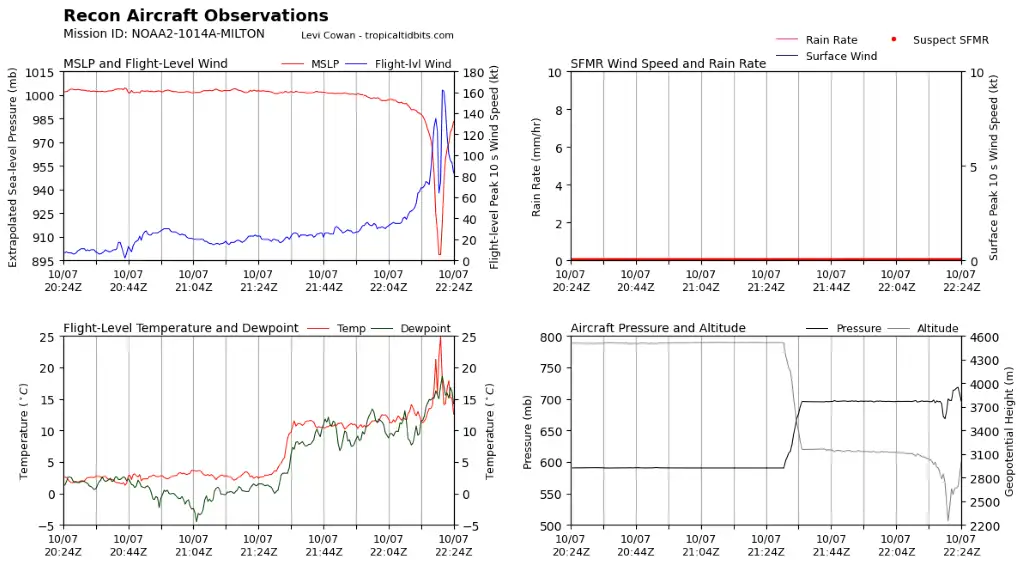 Recon Aircraft Observations
Mission ID: NOAA2-1014A-MILTON
Levi Cowan - tropicaltidbits.com
MSLP and Flight-Level Wind
MSLP
Flight-lvl Wind
Extrapolated Sea-level Pressure (mb)
1015
1000
985
970
955
940
925
910
895
180
160
140
120
100
80
60
40
20
0
Flight-level Peak 10 s Wind Speed (kt)
10/07 10/07 10/07 10/07 10/07 10/07 10/07
20:24Z 20:44Z 21:04Z 21:24Z 21:44Z 22:04Z 22:24Z
Rain Rate
Suspect SFMR
Surface Wind
SFMR Wind Speed and Rain Rate
Rain Rate (mm/hr)
10
8
6
4
2
0
10
5
0
Surface Peak 10 s Wind Speed (kt)
10/07 10/07 10/07 10/07 10/07 10/07 10/07
20:24Z 20:44Z 21:04Z 21:24Z 21:44Z 22:04Z 22:24Z
Flight-Level Temperature and Dewpoint
Temp
Dewpoint
Temperature (°C)
25
20
15
10
5
0
−5
25
20
15
10
5
0
−5
Temperature (°C)
10/07 10/07 10/07 10/07 10/07 10/07 10/07
20:24Z 20:44Z 21:04Z 21:24Z 21:44Z 22:04Z 22:24Z
Aircraft Pressure and Altitude
Pressure
Altitude
Pressure (mb)
800
750
700
650
600
550
500
4600
4300
4000
3700
3400
3100
2800
2500
2200
Geopotential Height (m)
10/07 10/07 10/07 10/07 10/07 10/07 10/07
20:24Z 20:44Z 21:04Z 21:24Z 21:44Z 22:04Z 22:24Z